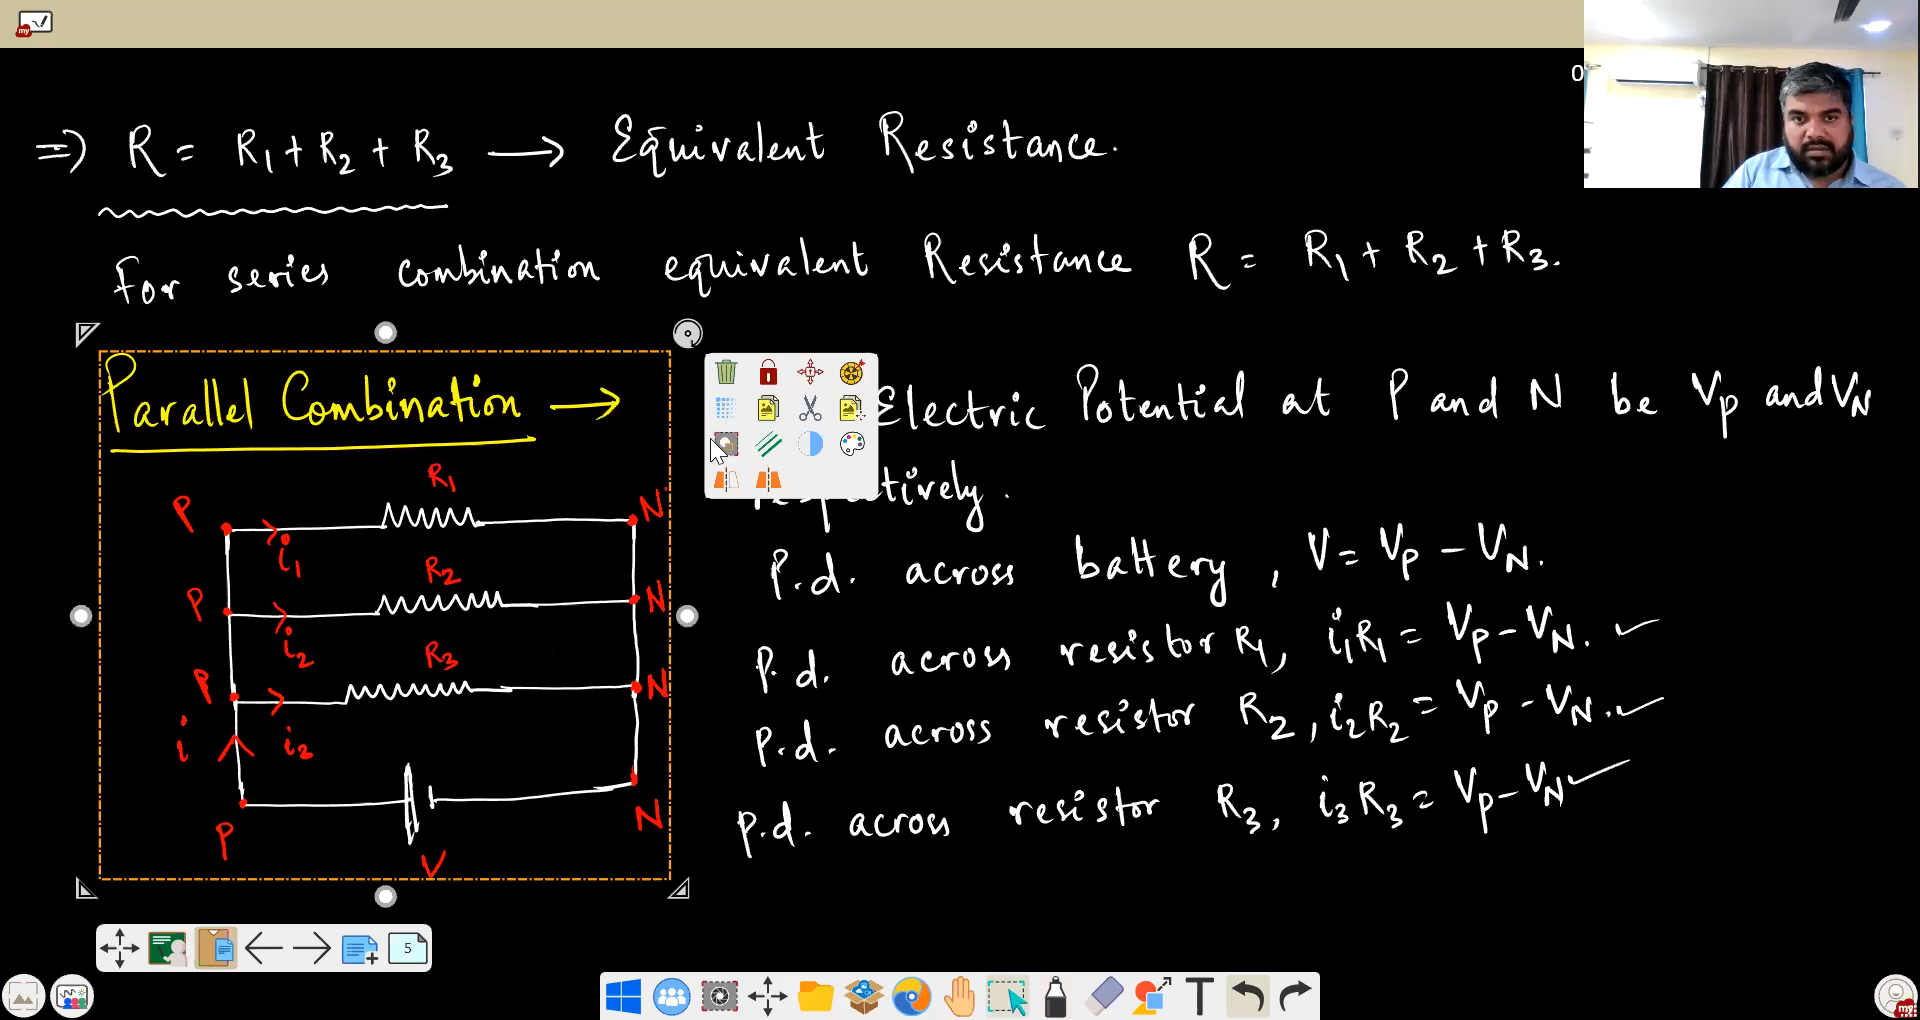 =) R = R1 + R2 + R3 → Equivalent Resistance.
For series combination equivalent Resistance R = R1 + R2 + R3.
Parallel Combination →
Electric Potential at P and N be Vp and VN
respectively.
R1
P N
i1
P.d. across battery, V = Vp - VN.
R2
P N
i2
P.d. across resistor R1, i1R1 = Vp - VN. ✓
R3
P N
i i3
P.d. across resistor R2, i2R2 = Vp - VN. ✓
P.d. across resistor R3, i3R3 = Vp - VN ✓
P N
V
5